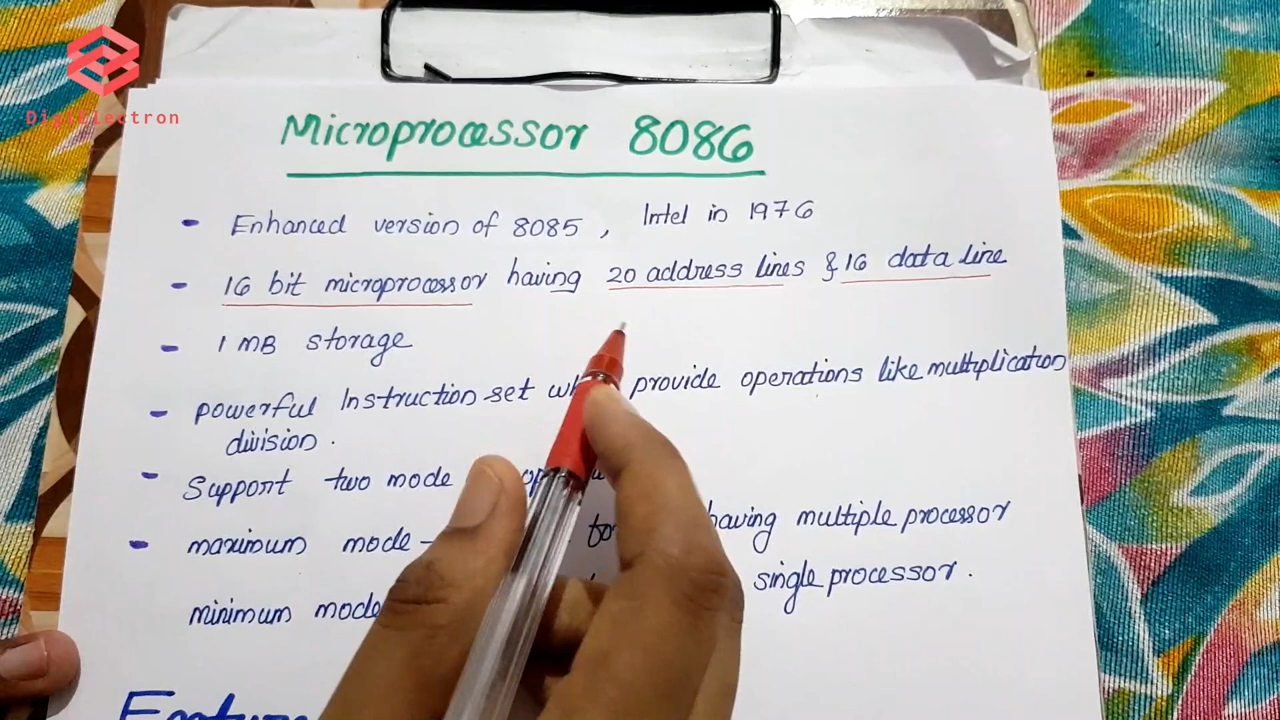 DigiElectron
Microprocessor 8086
- Enhanced version of 8085 , Intel in 1976
- 16 bit microprocessor having 20 address lines & 16 data line
- 1 MB storage
- powerful Instruction set provide operations like multiplication
division .
- Support two mode
- maximum mode - having multiple processor
minimum mode single processor .